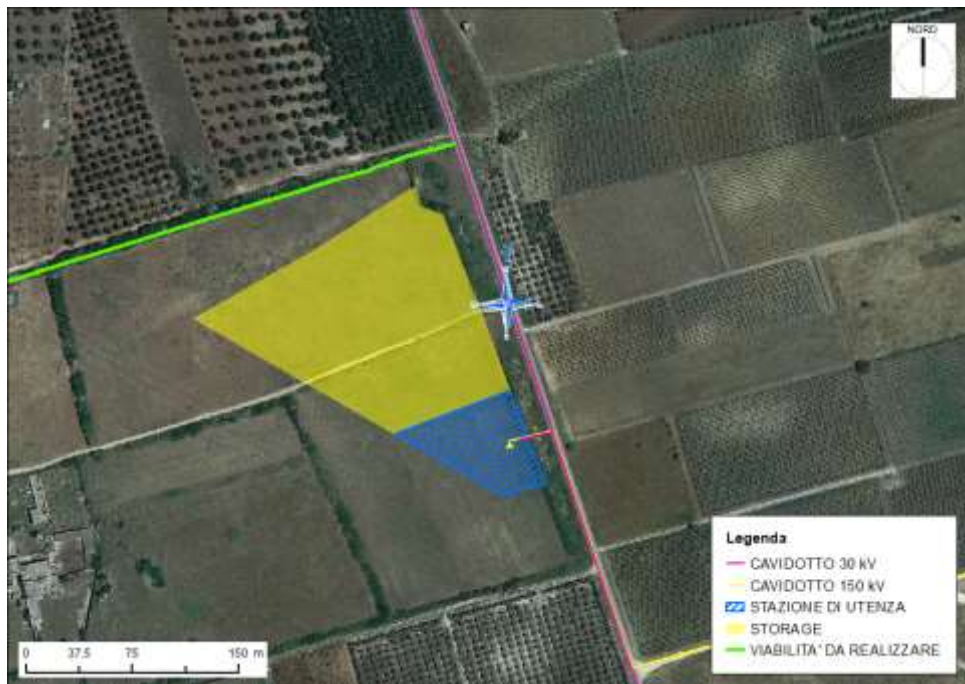 NORD
Legenda
CAVIDOTTO 30 kV
CAVIDOTTO 150 kV
STAZIONE DI UTENZA
STORAGE
VIABILITA' DA REALIZZARE
0 37.5 75 150 m